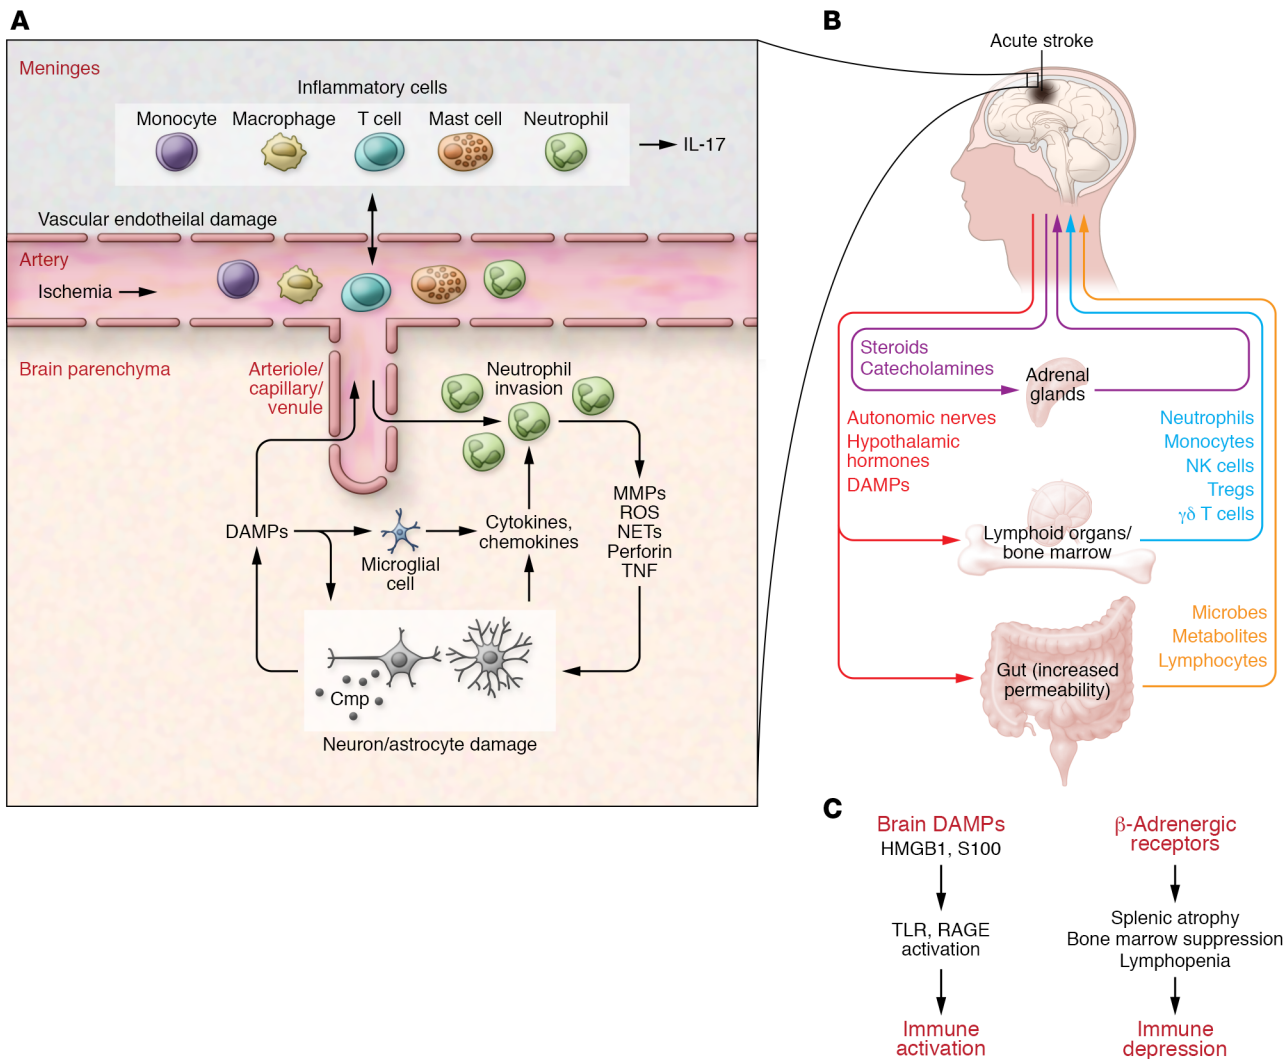 A
Meninges
Inflammatory cells
Monocyte
Macrophage
T cell
Mast cell
Neutrophil
IL-17
Vascular endotheilal damage
Artery
Ischemia
Brain parenchyma
Arteriole/
capillary/
venule
Neutrophil
invasion
MMPs
ROS
NETs
Perforin
TNF
DAMPs
Microglial
cell
Cytokines,
chemokines
Cmp
Neuron/astrocyte damage
B
Acute stroke
Steroids
Catecholamines
Adrenal
glands
Autonomic nerves
Hypothalamic
hormones
DAMPs
Neutrophils
Monocytes
NK cells
Tregs
γδ T cells
Lymphoid organs/
bone marrow
Microbes
Metabolites
Lymphocytes
Gut (increased
permeability)
C
Brain DAMPs
HMGB1, S100
TLR, RAGE
activation
Immune
activation
β-Adrenergic
receptors
Splenic atrophy
Bone marrow suppression
Lymphopenia
Immune
depression